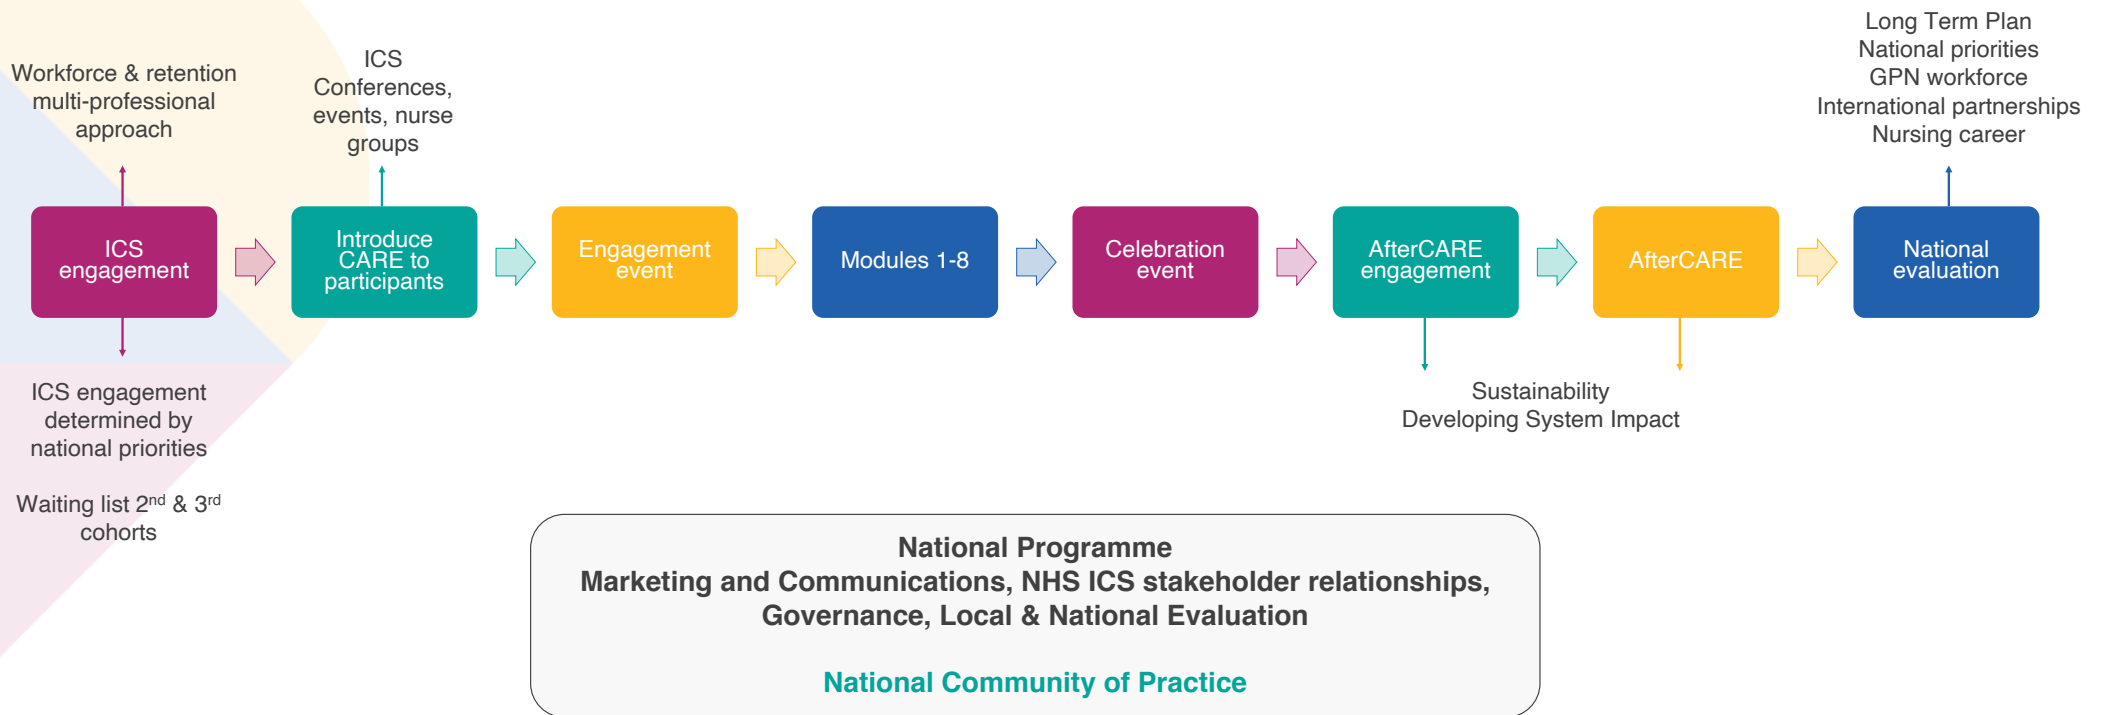 Workforce & retention
multi-professional
approach
ICS
Conferences,
events, nurse
groups
Long Term Plan
National priorities
GPN workforce
International partnerships
Nursing career
ICS
engagement
Introduce
CARE to
participants
Engagement
event
Modules 1-8
Celebration
event
AfterCARE
engagement
AfterCARE
National
evaluation
ICS engagement
determined by
national priorities
Waiting list 2nd & 3rd
cohorts
Sustainability
Developing System Impact
National Programme
Marketing and Communications, NHS ICS stakeholder relationships,
Governance, Local & National Evaluation
National Community of Practice